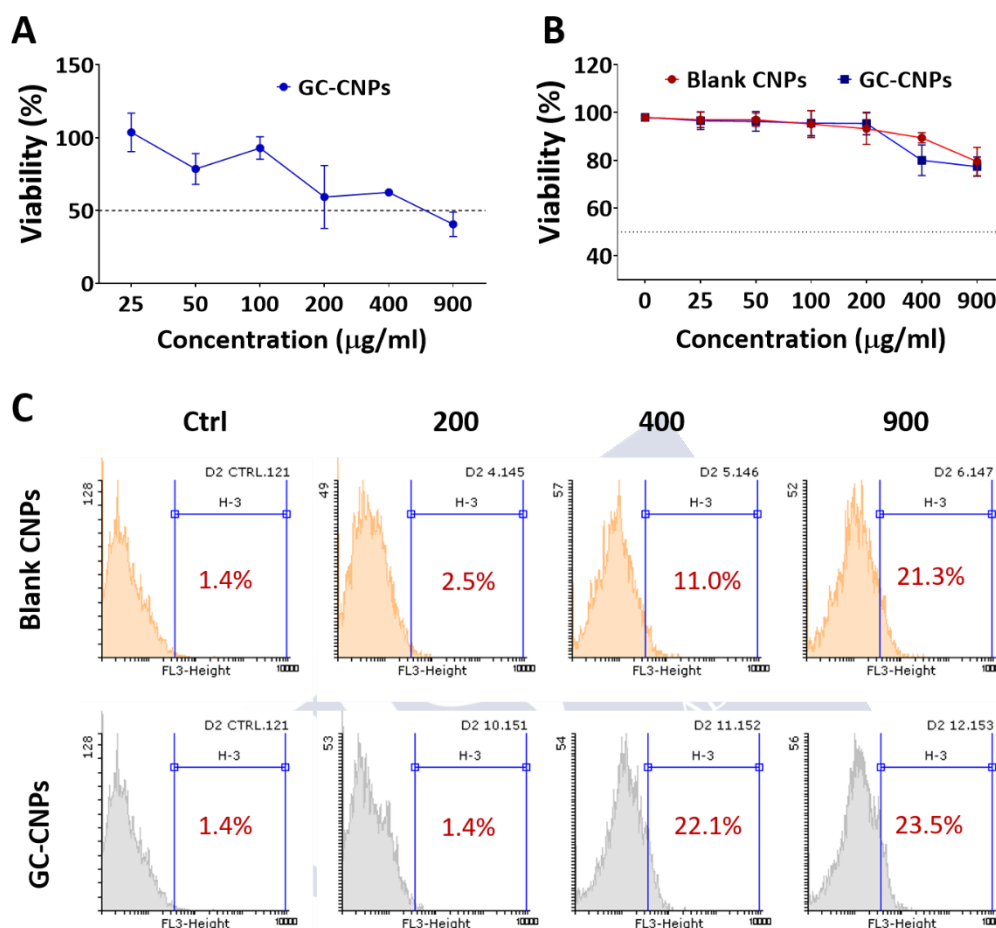 A
B
150
100
50
0
Viability (%)
GC-CNPs
25 50 100 200 400 900
Concentration (μg/ml)
100
80
60
40
Viability (%)
Blank CNPs GC-CNPs
0 25 50 100 200 400 900
Concentration (μg/ml)
C
Ctrl 200 400 900
Blank CNPs
D2 CTRL.121
128
H-3
1.4%
FL3-Height
10000
D2 4.145
49
H-3
2.5%
FL3-Height
10000
D2 5.146
57
H-3
11.0%
FL3-Height
10000
D2 6.147
52
H-3
21.3%
FL3-Height
10000
GC-CNPs
D2 CTRL.121
128
H-3
1.4%
FL3-Height
10000
D2 10.151
53
H-3
1.4%
FL3-Height
10000
D2 11.152
54
H-3
22.1%
FL3-Height
10000
D2 12.153
56
H-3
23.5%
FL3-Height
10000